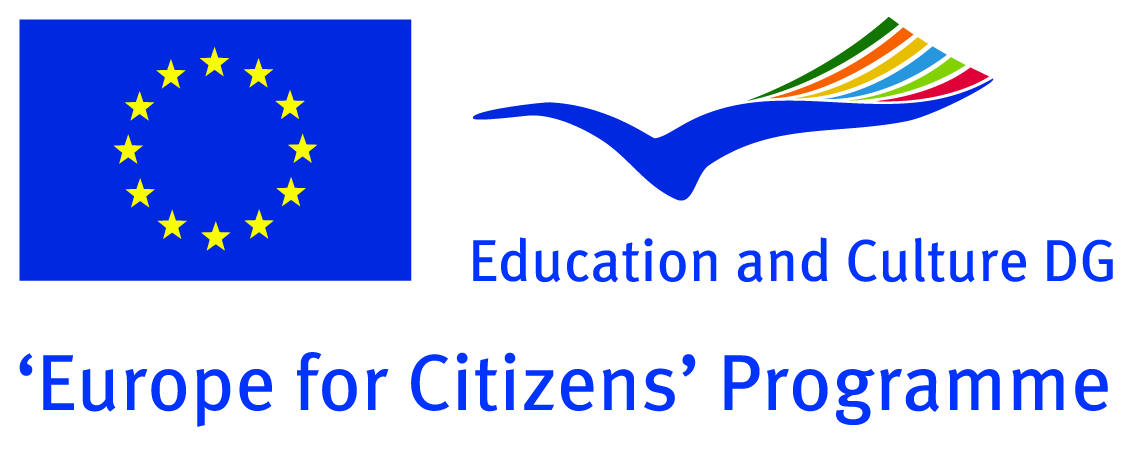 Education and Culture DG
‘Europe for Citizens’ Programme